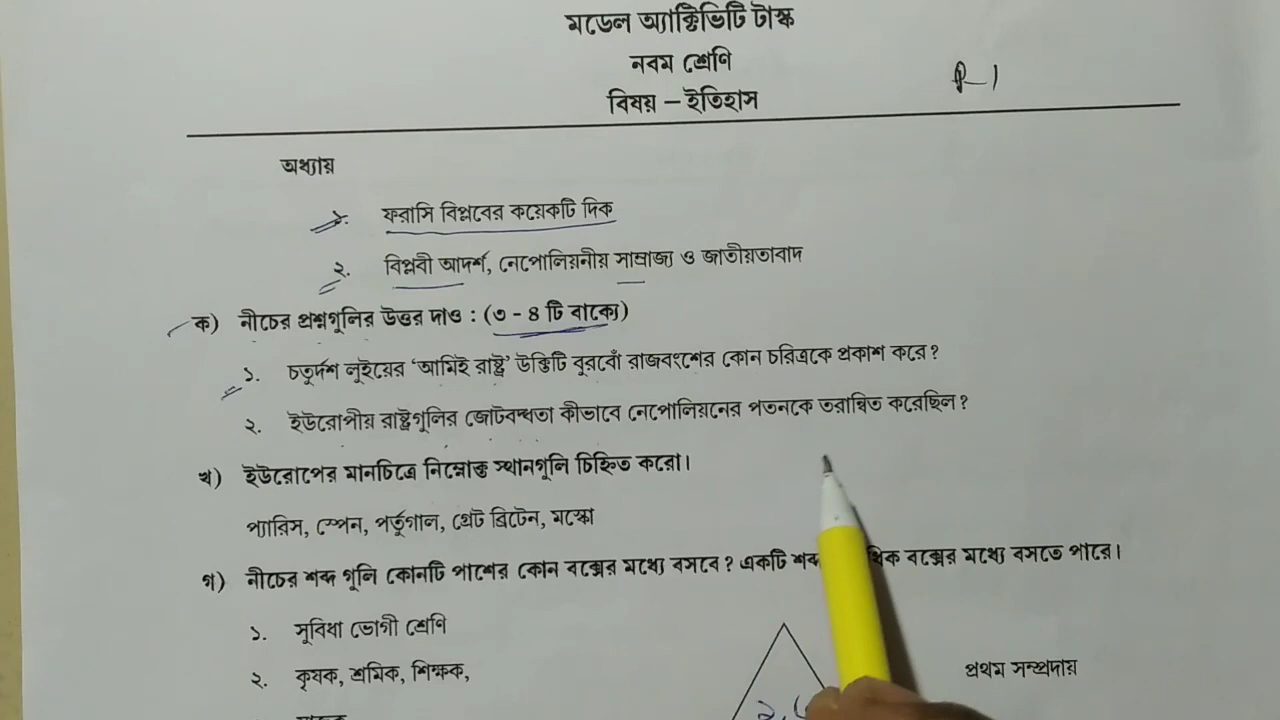 মডেল অ্যাক্টিভিটি টাস্ক
নবম শ্রেণি
P-1
বিষয় – ইতিহাস
অধ্যায়
১. ফরাসি বিপ্লবের কয়েকটি দিক
২. বিপ্লবী আদর্শ, নেপোলিয়নীয় সাম্রাজ্য ও জাতীয়তাবাদ
ক) নীচের প্রশ্নগুলির উত্তর দাও : (৩ - ৪ টি বাক্যে)
১. চতুর্দশ লুইয়ের ‘আমিই রাষ্ট্র’ উক্তিটি বুরবোঁ রাজবংশের কোন চরিত্রকে প্রকাশ করে?
২. ইউরোপীয় রাষ্ট্রগুলির জোটবদ্ধতা কীভাবে নেপোলিয়নের পতনকে তরান্বিত করেছিল?
খ) ইউরোপের মানচিত্রে নিম্নোক্ত স্থানগুলি চিহ্নিত করো।
প্যারিস, স্পেন, পর্তুগাল, গ্রেট ব্রিটেন, মস্কো
গ) নীচের শব্দ গুলি কোনটি পাশের কোন বক্সের মধ্যে বসবে? একটি শব্দ বক্সের মধ্যে বসতে পারে।
১. সুবিধা ভোগী শ্রেণি
২. কৃষক, শ্রমিক, শিক্ষক,
প্রথম সম্প্রদায়